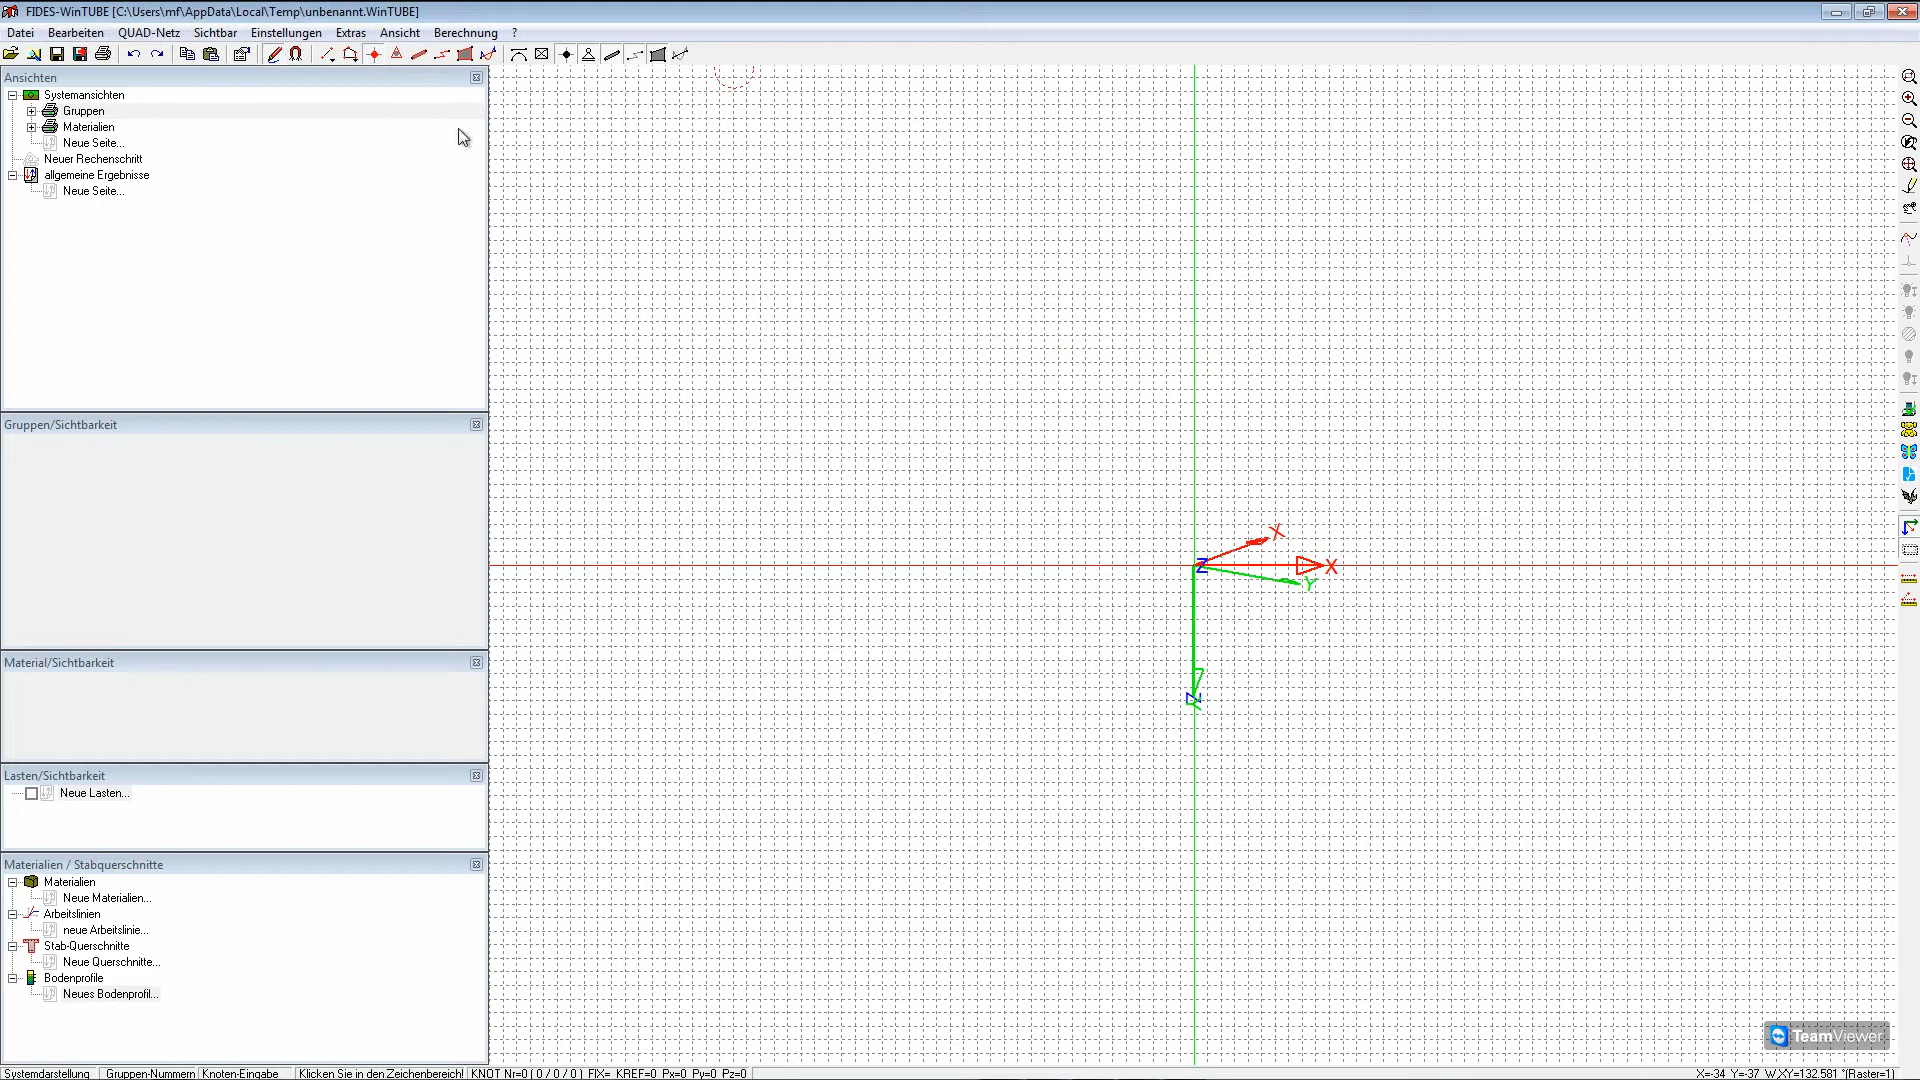 FIDES-WinTUBE [C:\Users\mf\AppData\Local\Temp\unbenannt.WinTUBE]
Datei Bearbeiten QUAD-Netz Sichtbar Einstellungen Extras Ansicht Berechnung ?
Ansichten
Systemansichten
Gruppen
Materialien
Neue Seite...
Neuer Rechenschritt
allgemeine Ergebnisse
Neue Seite...
Gruppen/Sichtbarkeit
Material/Sichtbarkeit
Lasten/Sichtbarkeit
Neue Lasten...
Materialien / Stabquerschnitte
Materialien
Neue Materialien...
Arbeitslinien
neue Arbeitslinie...
Stab-Querschnitte
Neue Querschnitte...
Bodenprofile
Neues Bodenprofil...
X
Z
X
Y
Z
Y
TeamViewer
Systemdarstellung Gruppen-Nummern Knoten-Eingabe Klicken Sie in den Zeichenbereich! KNOT Nr=0 ( 0 / 0 / 0 ) FIX= KREF=0 Px=0 Py=0 Pz=0 X=-34 Y=-37 W,XY=132.581 °(Raster=1)